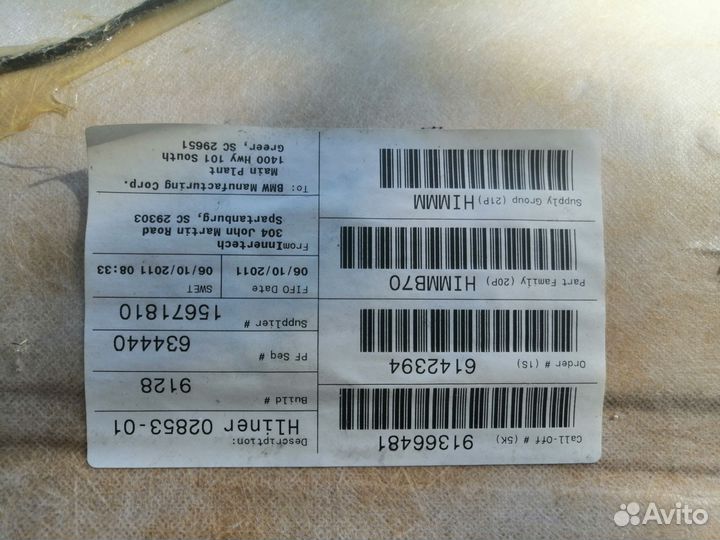 Call-Off # (5K)
91366481
Order # (1S)
6142394
Part Family (20P)
HIMMB70
Supply Group (21P)
HIMMM
Description:
Hliner 02853-01
Build #
9128
PF Seq #
634440
Supplier #
15671810
FIFO Date
06/10/2011
SWET
06/10/2011 08:33
From Innertech
304 John Martin Road
Spartanburg, SC 29303
To: BMW Manufacturing Corp.
Main Plant
1400 Hwy 101 South
Greer, SC 29651
Avito